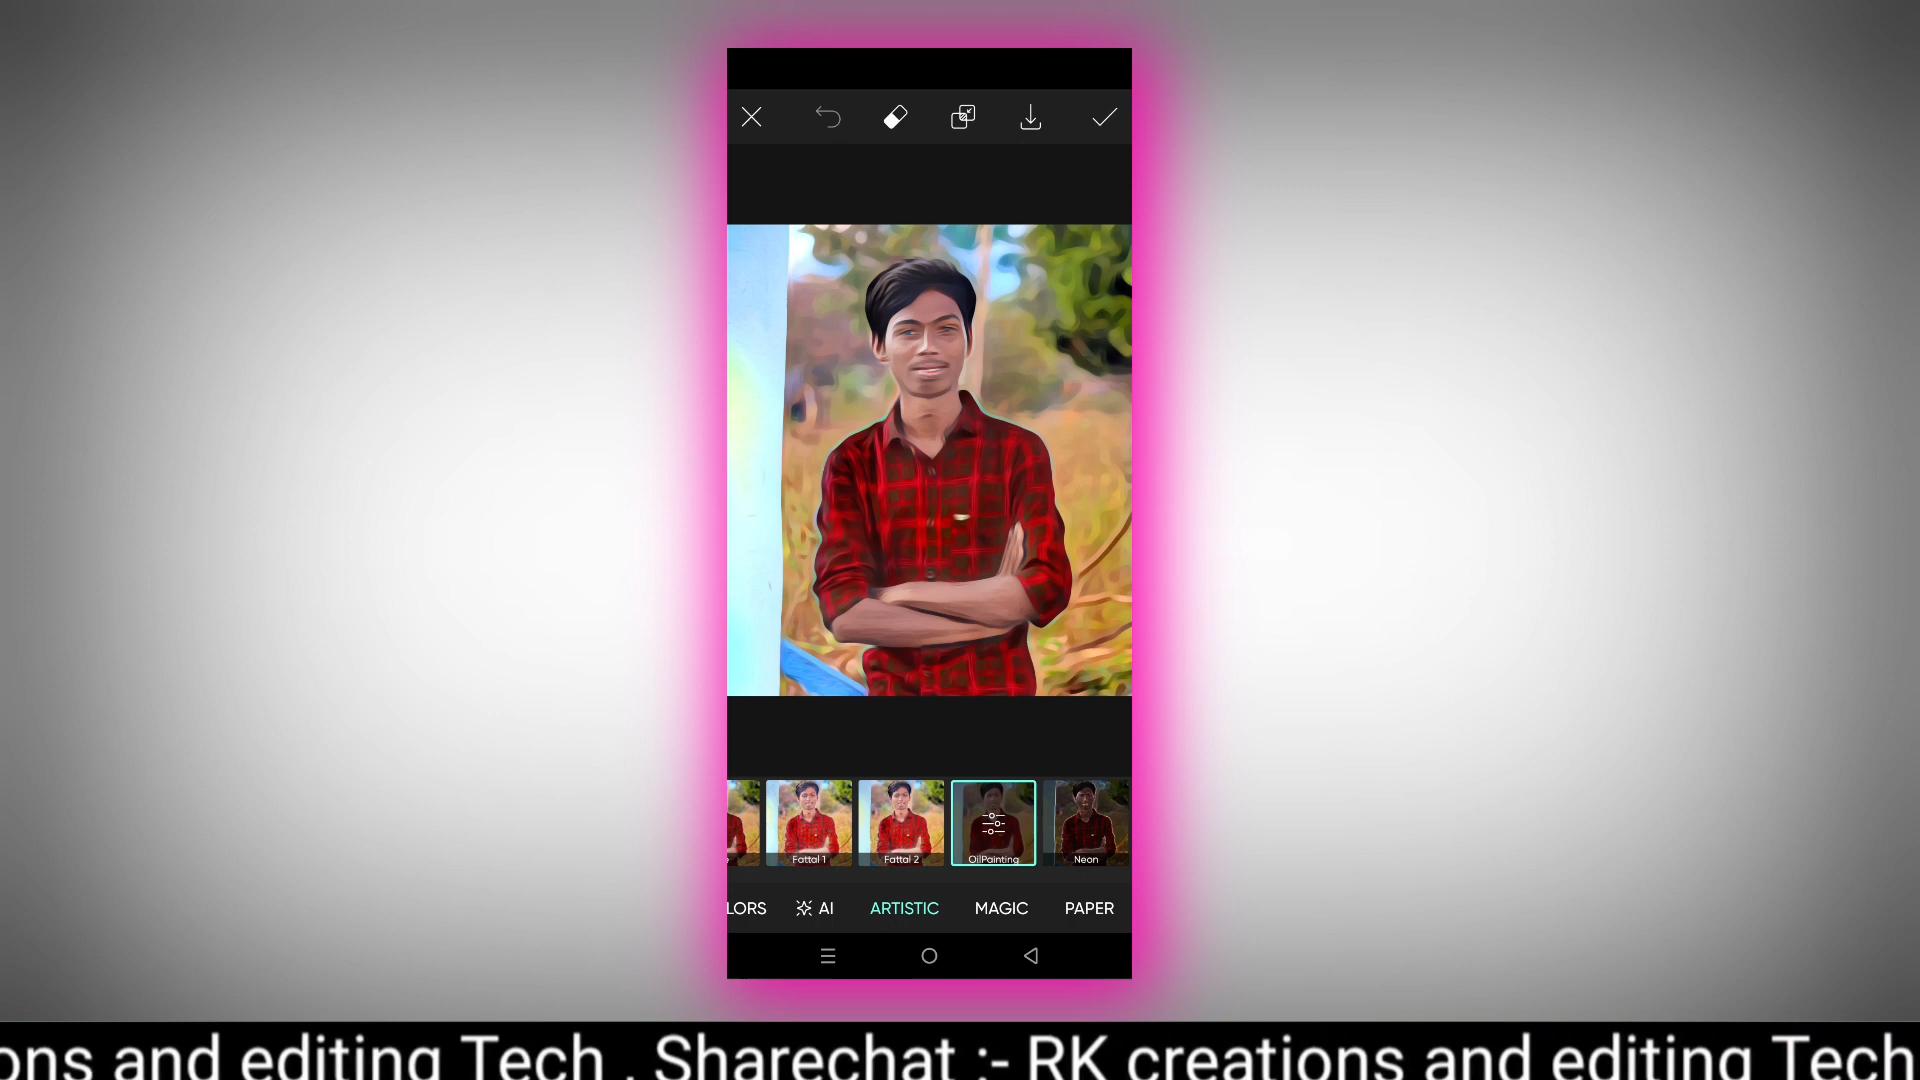 Fattal 1 Fattal 2 OilPainting Neon
LORS AI ARTISTIC MAGIC PAPER
ons and editing Tech , Sharechat :- RK creations and editing Tech